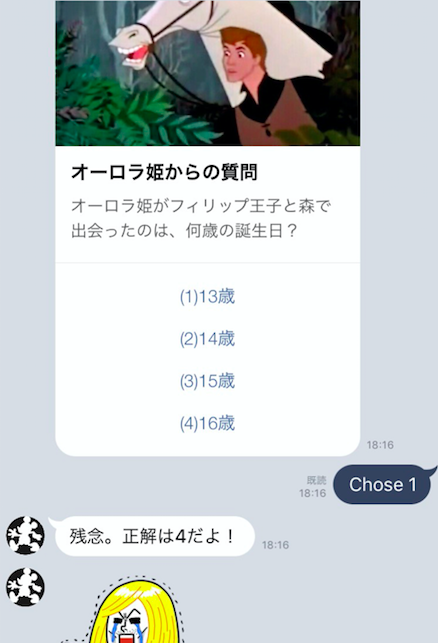 オーロラ姫からの質問
オーロラ姫がフィリップ王子と森で
出会ったのは、何歳の誕生日？
(1)13歳
(2)14歳
(3)15歳
(4)16歳
18:16
既読
18:16
Chose 1
残念。正解は4だよ！
18:16